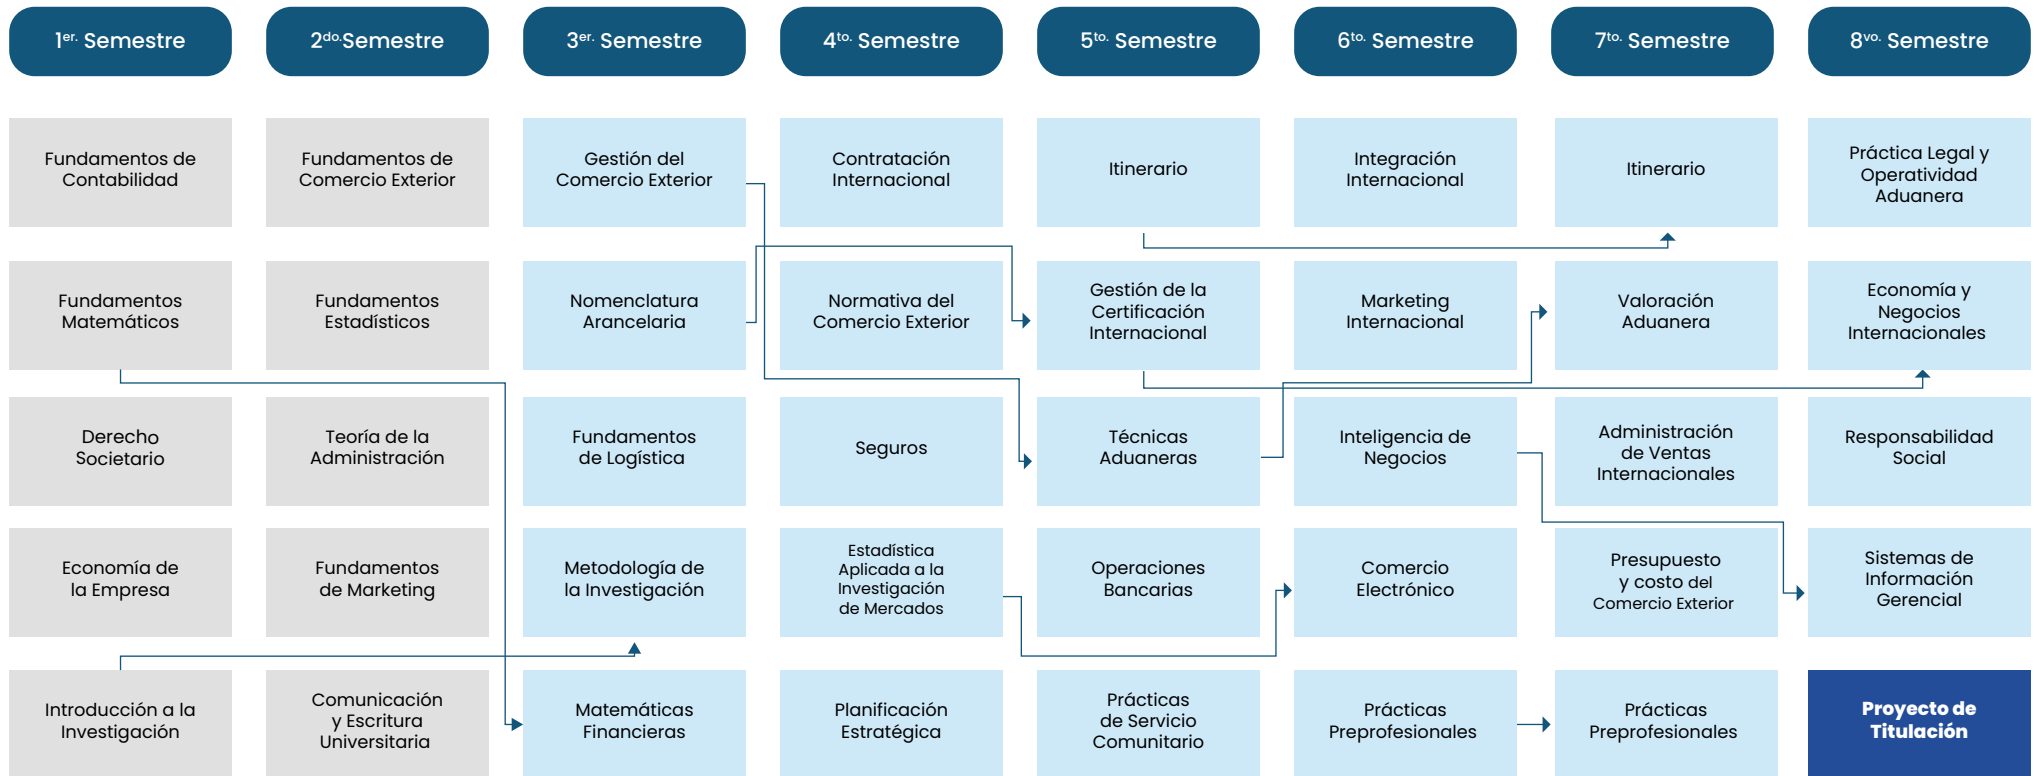 1er. Semestre
2do.Semestre
3er. Semestre
4to. Semestre
5to. Semestre
6to. Semestre
7to. Semestre
8vo. Semestre
Fundamentos de
Contabilidad
Fundamentos de
Comercio Exterior
Gestión del
Comercio Exterior
Contratación
Internacional
Itinerario
Integración
Internacional
Itinerario
Práctica Legal y
Operatividad
Aduanera
Fundamentos
Matemáticos
Fundamentos
Estadísticos
Nomenclatura
Arancelaria
Normativa del
Comercio Exterior
Gestión de la
Certificación
Internacional
Marketing
Internacional
Valoración
Aduanera
Economía y
Negocios
Internacionales
Derecho
Societario
Teoría de la
Administración
Fundamentos
de Logística
Seguros
Técnicas
Aduaneras
Inteligencia de
Negocios
Administración
de Ventas
Internacionales
Responsabilidad
Social
Economía de
la Empresa
Fundamentos
de Marketing
Metodología de
la Investigación
Estadística
Aplicada a la
Investigación
de Mercados
Operaciones
Bancarias
Comercio
Electrónico
Presupuesto
y costo del
Comercio Exterior
Sistemas de
Información
Gerencial
Introducción a la
Investigación
Comunicación
y Escritura
Universitaria
Matemáticas
Financieras
Planificación
Estratégica
Prácticas
de Servicio
Comunitario
Prácticas
Preprofesionales
Prácticas
Preprofesionales
Proyecto de
Titulación